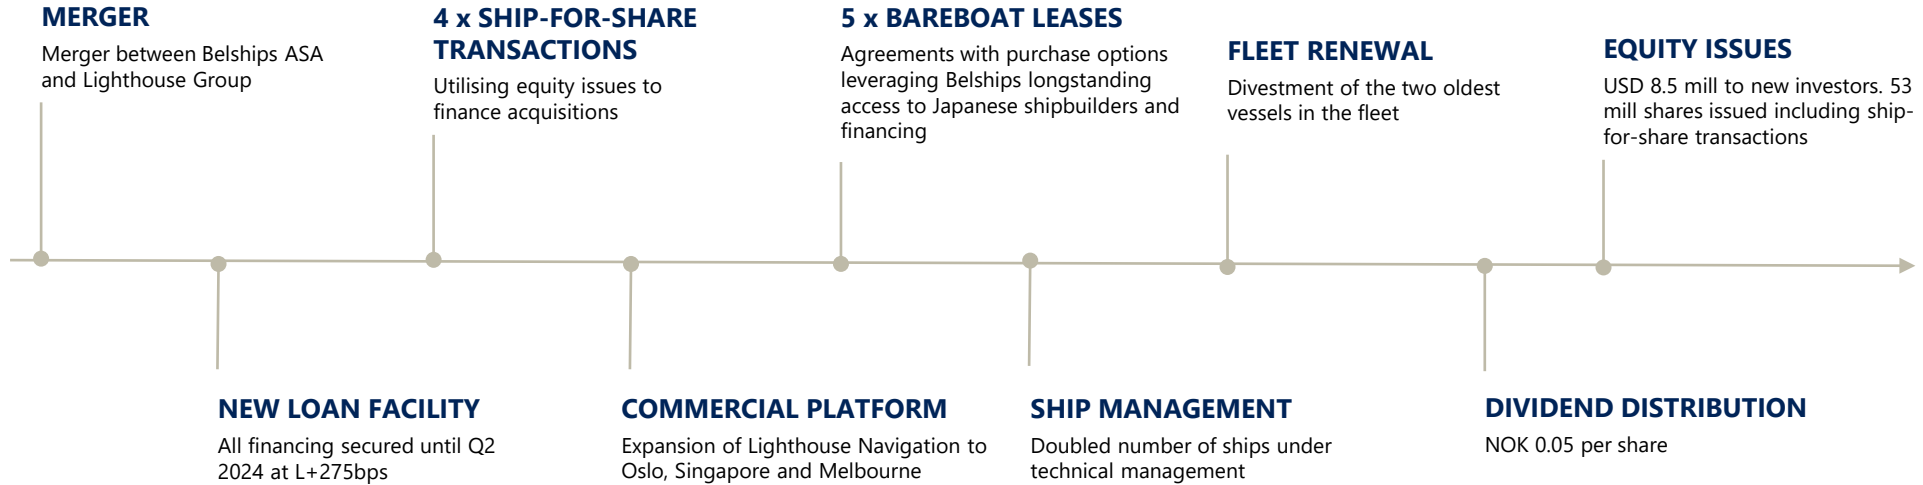 MERGER
Merger between Belships ASA
and Lighthouse Group
4 x SHIP-FOR-SHARE
TRANSACTIONS
Utilising equity issues to
finance acquisitions
5 x BAREBOAT LEASES
Agreements with purchase options
leveraging Belships longstanding
access to Japanese shipbuilders and
financing
FLEET RENEWAL
Divestment of the two oldest
vessels in the fleet
EQUITY ISSUES
USD 8.5 mill to new investors. 53
mill shares issued including ship-
for-share transactions
NEW LOAN FACILITY
All financing secured until Q2
2024 at L+275bps
COMMERCIAL PLATFORM
Expansion of Lighthouse Navigation to
Oslo, Singapore and Melbourne
SHIP MANAGEMENT
Doubled number of ships under
technical management
DIVIDEND DISTRIBUTION
NOK 0.05 per share